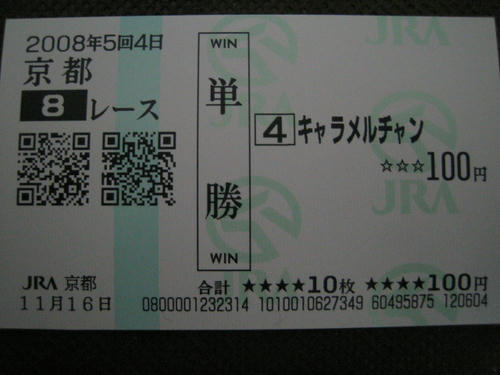 2008年5回4日
京都
8レース
WIN
単勝
WIN
4 キャラメルチャン
☆☆☆100円
JRA 京都
11月16日
合計 ★★★★10枚 ★★★★100円
0800001232314 1010010627349 60495875 120604
JRA
JRA
JRA